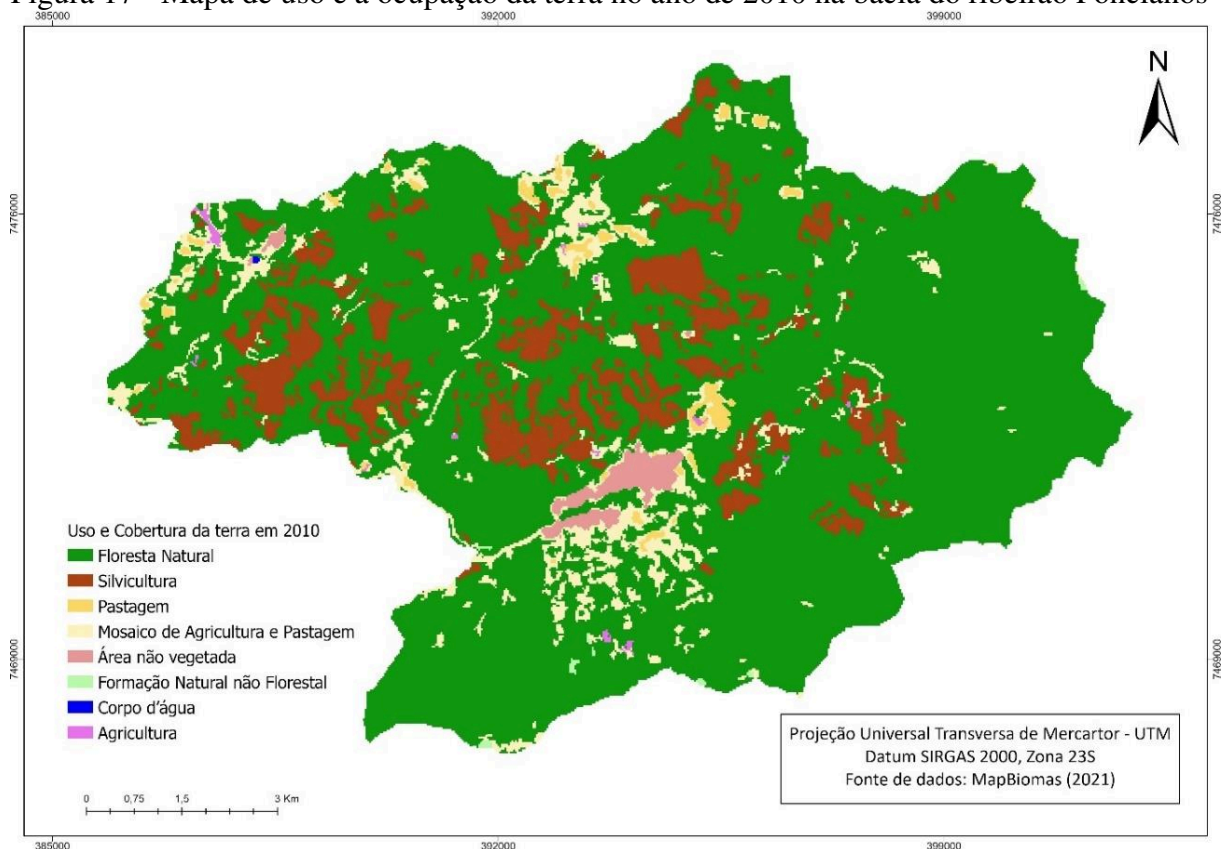 Figura 17 - Mapa de uso e a ocupação da terra no ano de 2010 na bacia do ribeirão Poncianos
385000
392000
399000
N
7476000
7476000
Uso e Cobertura da terra em 2010
Floresta Natural
Silvicultura
Pastagem
Mosaico de Agricultura e Pastagem
Área não vegetada
Formação Natural não Florestal
Corpo d'água
Agricultura
7469000
7469000
Projeção Universal Transversa de Mercartor - UTM
Datum SIRGAS 2000, Zona 23S
Fonte de dados: MapBiomas (2021)
0 0,75 1,5 3 Km
385000
392000
399000